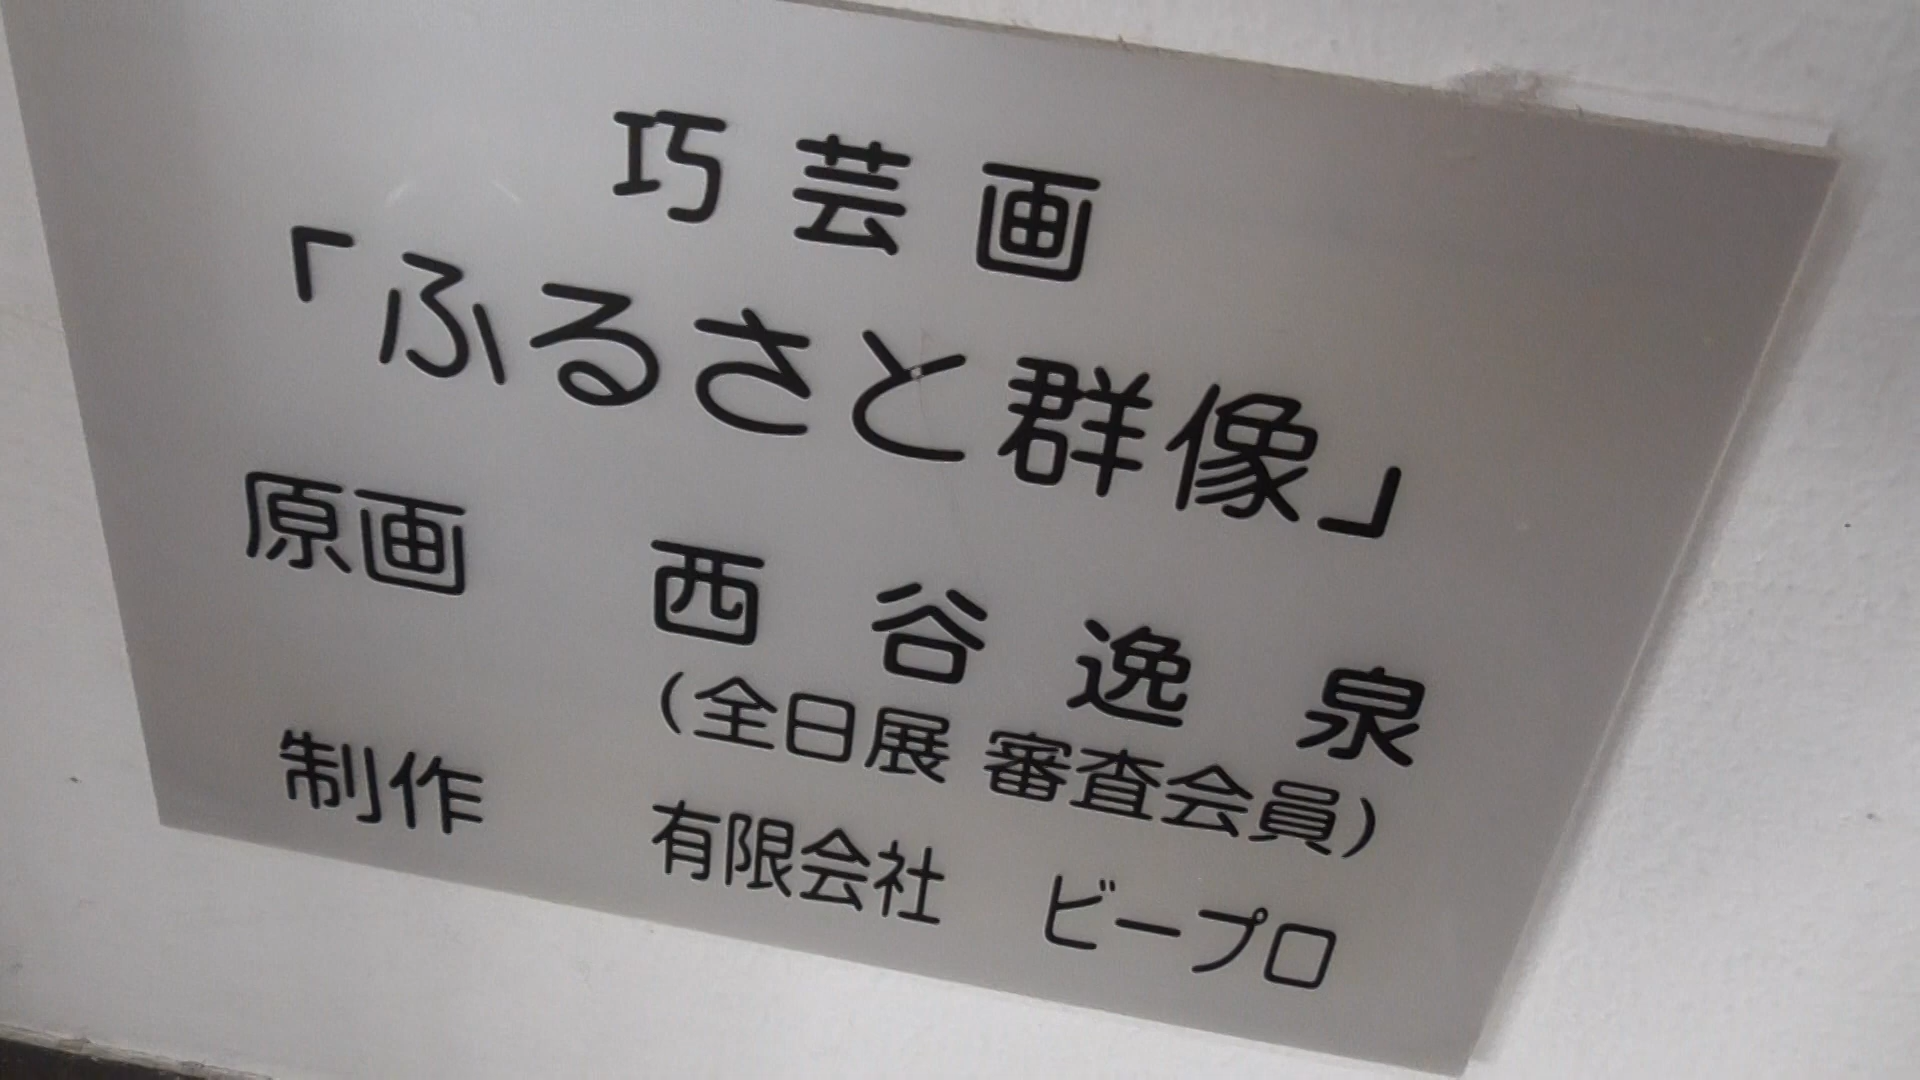 巧芸画
「ふるさと群像」
原画 西谷逸泉
(全日展 審査会員)
制作 有限会社 ビープロ